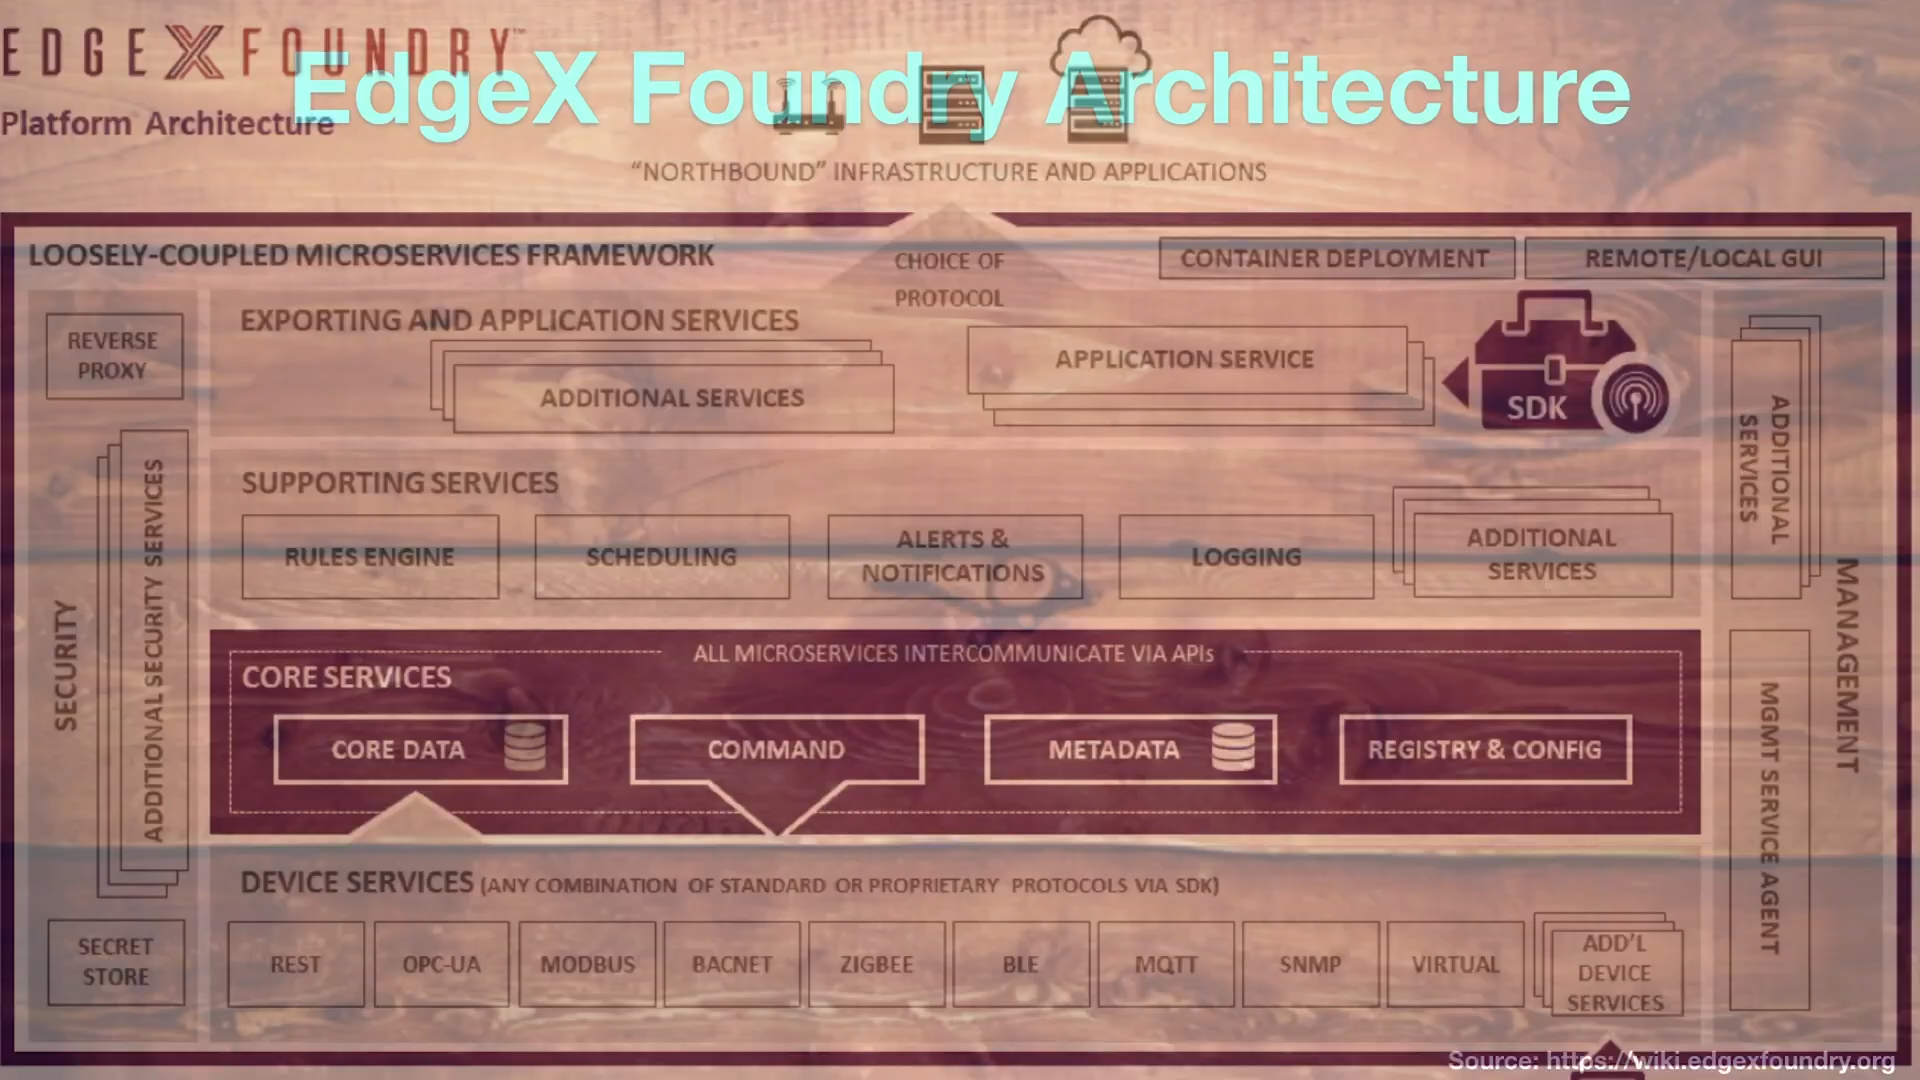 EDGE X FOUNDRY™
EdgeX Foundry Architecture
Platform Architecture
“NORTHBOUND” INFRASTRUCTURE AND APPLICATIONS
LOOSELY-COUPLED MICROSERVICES FRAMEWORK
CHOICE OF
PROTOCOL
CONTAINER DEPLOYMENT
REMOTE/LOCAL GUI
REVERSE
PROXY
EXPORTING AND APPLICATION SERVICES
ADDITIONAL SERVICES
APPLICATION SERVICE
SDK
ADDITIONAL
SERVICES
SECURITY
ADDITIONAL SECURITY SERVICES
SUPPORTING SERVICES
RULES ENGINE
SCHEDULING
ALERTS &
NOTIFICATIONS
LOGGING
ADDITIONAL
SERVICES
MANAGEMENT
MGMT SERVICE AGENT
ALL MICROSERVICES INTERCOMMUNICATE VIA APIs
CORE SERVICES
CORE DATA
COMMAND
METADATA
REGISTRY & CONFIG
DEVICE SERVICES (ANY COMBINATION OF STANDARD OR PROPRIETARY PROTOCOLS VIA SDK)
SECRET
STORE
REST
OPC-UA
MODBUS
BACNET
ZIGBEE
BLE
MQTT
SNMP
VIRTUAL
ADD’L
DEVICE
SERVICES
Source: https://wiki.edgexfoundry.org